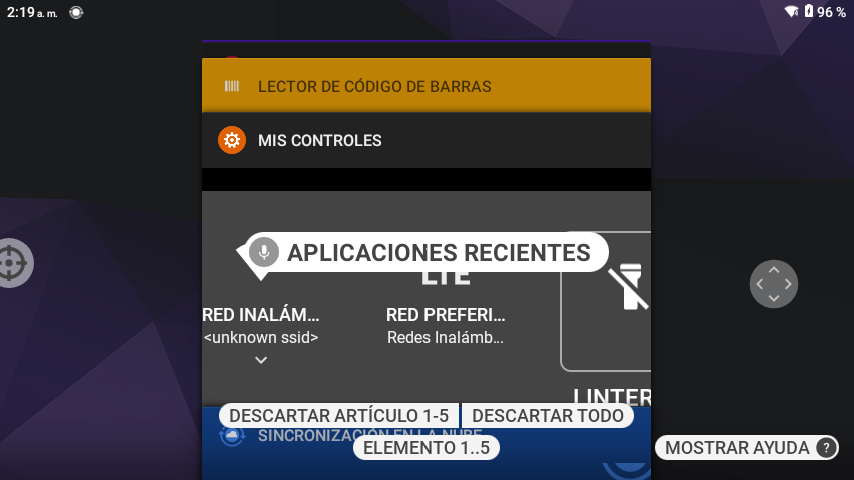 2:19 a. m.
96 %
LECTOR DE CÓDIGO DE BARRAS
MIS CONTROLES
APLICACIONES RECIENTES
LTE
RED INALÁM...
RED PREFERI...
<unknown ssid>
Redes Inalámb...
LINTER
DESCARTAR ARTÍCULO 1-5
DESCARTAR TODO
SINCRONIZACIÓN EN LA NUBE
ELEMENTO 1..5
MOSTRAR AYUDA ?